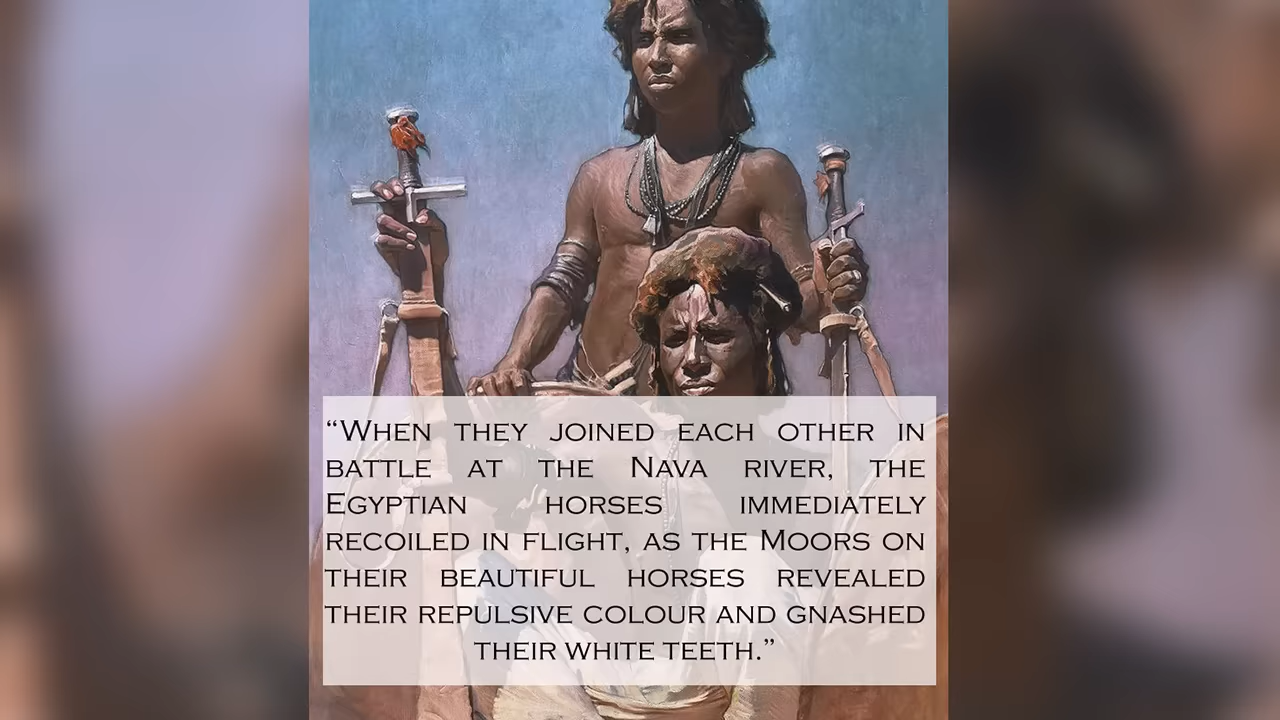 “When they joined each other in
battle at the Nava river, the
Egyptian horses immediately
recoiled in flight, as the Moors on
their beautiful horses revealed
their repulsive colour and gnashed
their white teeth.”